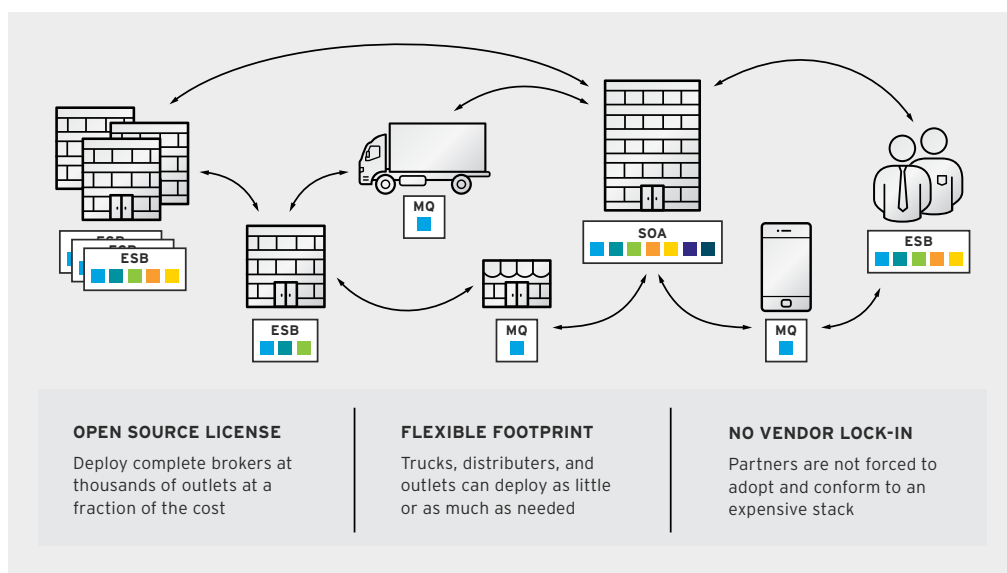 MQ
SOA
ESB
ESB
ESB
ESB
ESB
MQ
MQ
OPEN SOURCE LICENSE
Deploy complete brokers at
thousands of outlets at a
fraction of the cost
FLEXIBLE FOOTPRINT
Trucks, distributers, and
outlets can deploy as little
or as much as needed
NO VENDOR LOCK-IN
Partners are not forced to
adopt and conform to an
expensive stack